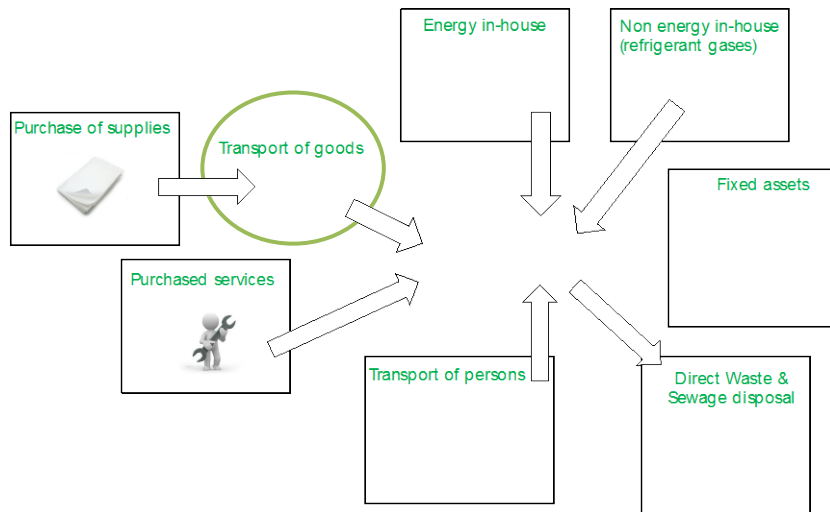 Energy in-house
Non energy in-house
(refrigerant gases)
Purchase of supplies
Transport of goods
Fixed assets
Purchased services
Transport of persons
Direct Waste &
Sewage disposal